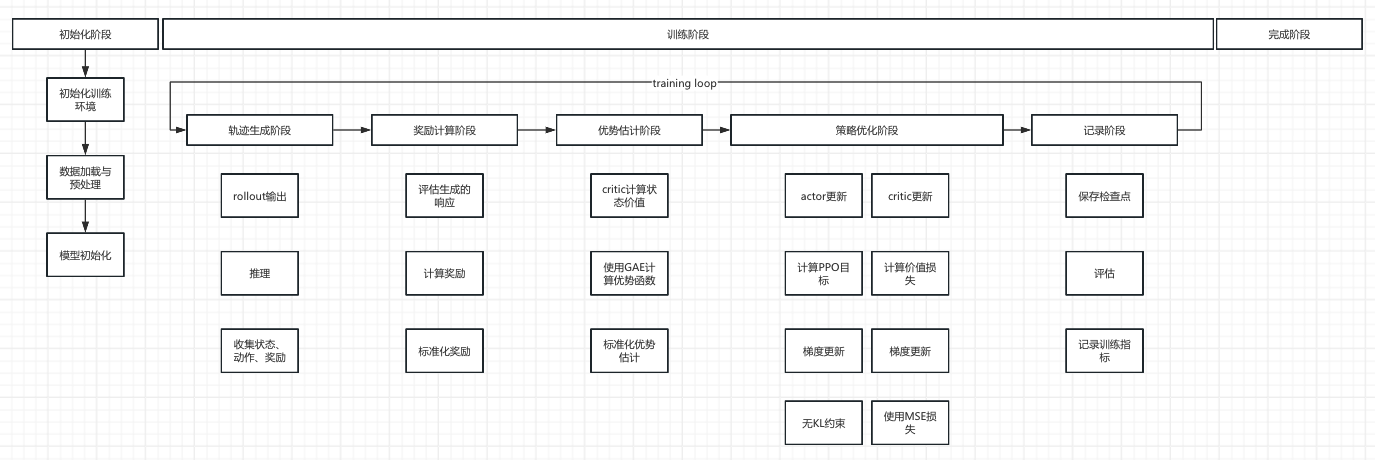 初始化阶段
训练阶段
完成阶段
初始化训练
环境
数据加载与
预处理
模型初始化
training loop
轨迹生成阶段
奖励计算阶段
优势估计阶段
策略优化阶段
记录阶段
rollout输出
推理
收集状态、
动作、奖励
评估生成的
响应
计算奖励
标准化奖励
critic计算状
态价值
使用GAE计
算优势函数
标准化优势
估计
actor更新
计算PPO目
标
梯度更新
无KL约束
critic更新
计算价值损
失
梯度更新
使用MSE损
失
保存检查点
评估
记录训练指
标